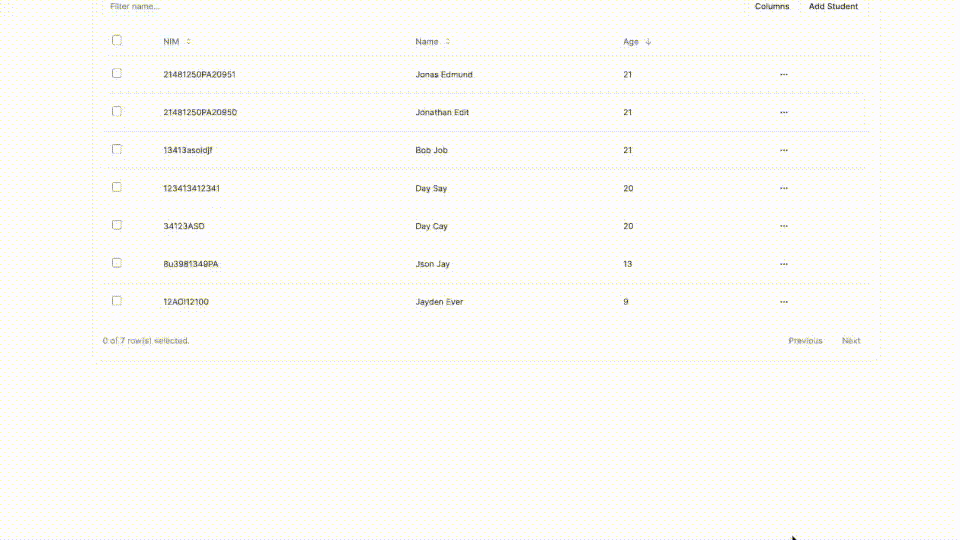 Filter name... Columns Add Student
NIM Name Age
21481250PA20951 Jonas Edmund 21 ...
21481250PA20950 Jonathan Edit 21 ...
13413asoidjf Bob Job 21 ...
123413412341 Day Say 20 ...
34123ASD Day Cay 20 ...
8u3981349PA Json Jay 13 ...
Jayden Ever 9 ...
0 of 7 row(s) selected. Previous Next